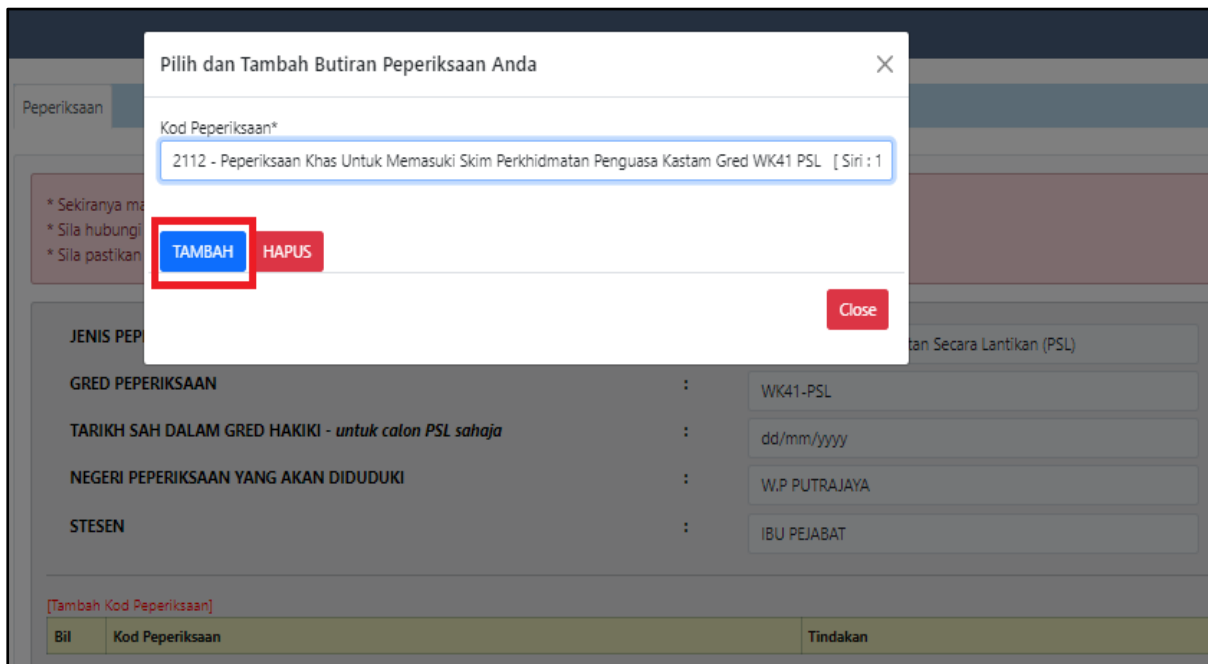 Pilih dan Tambah Butiran Peperiksaan Anda
Peperiksaan
Kod Peperiksaan*
2112 - Peperiksaan Khas Untuk Memasuki Skim Perkhidmatan Penguasa Kastam Gred WK41 PSL [ Siri : 1
* Sekiranya
* Sila hubungi
* Sila pastikan
TAMBAH HAPUS
Close
JENIS
tan Secara Lantikan (PSL)
GRED PEPERIKSAAN : WK41-PSL
TARIKH SAH DALAM GRED HAKIKI - untuk calon PSL sahaja : dd/mm/yyyy
NEGERI PEPERIKSAAN YANG AKAN DIDUDUKI : W.P PUTRAJAYA
STESEN : IBU PEJABAT
[Tambah Kod Peperiksaan]
Bil Kod Peperiksaan Tindakan